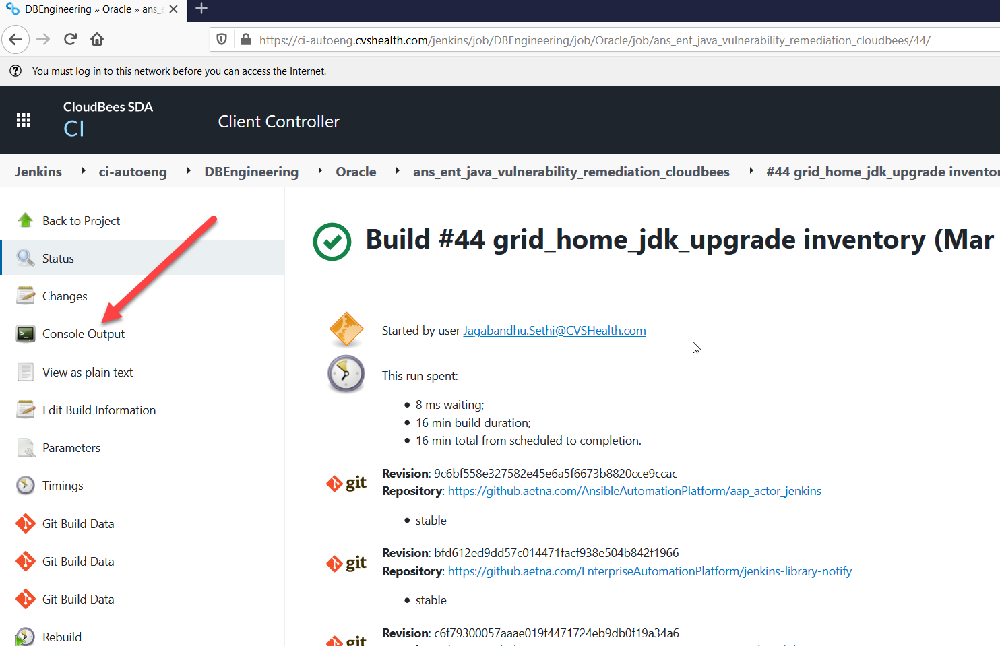 DBEngineering » Oracle » ans_e
https://ci-autoeng.cvshealth.com/jenkins/job/DBEngineering/job/Oracle/job/ans_ent_java_vulnerability_remediation_cloudbees/44/
You must log in to this network before you can access the Internet.
CloudBees SDA
CI
Client Controller
Jenkins ci-autoeng DBEngineering Oracle ans_ent_java_vulnerability_remediation_cloudbees #44 grid_home_jdk_upgrade inventor
Back to Project
Status
Changes
Console Output
View as plain text
Edit Build Information
Parameters
Timings
Git Build Data
Git Build Data
Git Build Data
Rebuild
Build #44 grid_home_jdk_upgrade inventory (Mar
Started by user Jagabandhu.Sethi@CVSHealth.com
This run spent:
• 8 ms waiting;
• 16 min build duration;
• 16 min total from scheduled to completion.
git
Revision: 9c6bf558e327582e45e6a5f6673b8820cce9ccac
Repository: https://github.aetna.com/AnsibleAutomationPlatform/aap_actor_jenkins
• stable
git
Revision: bfd612ed9dd57c014471facf938e504b842f1966
Repository: https://github.aetna.com/EnterpriseAutomationPlatform/jenkins-library-notify
• stable
git
Revision: c6f79300057aaae019f4471724eb9db0f19a34a6